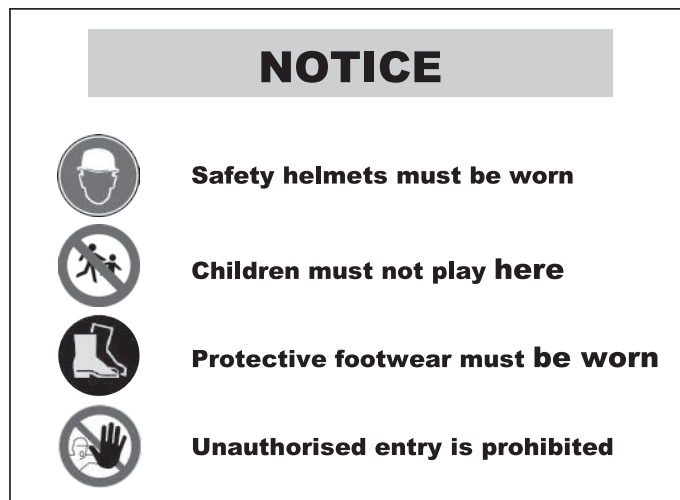 NOTICE
Safety helmets must be worn
Children must not play here
Protective footwear must be worn
Unauthorised entry is prohibited